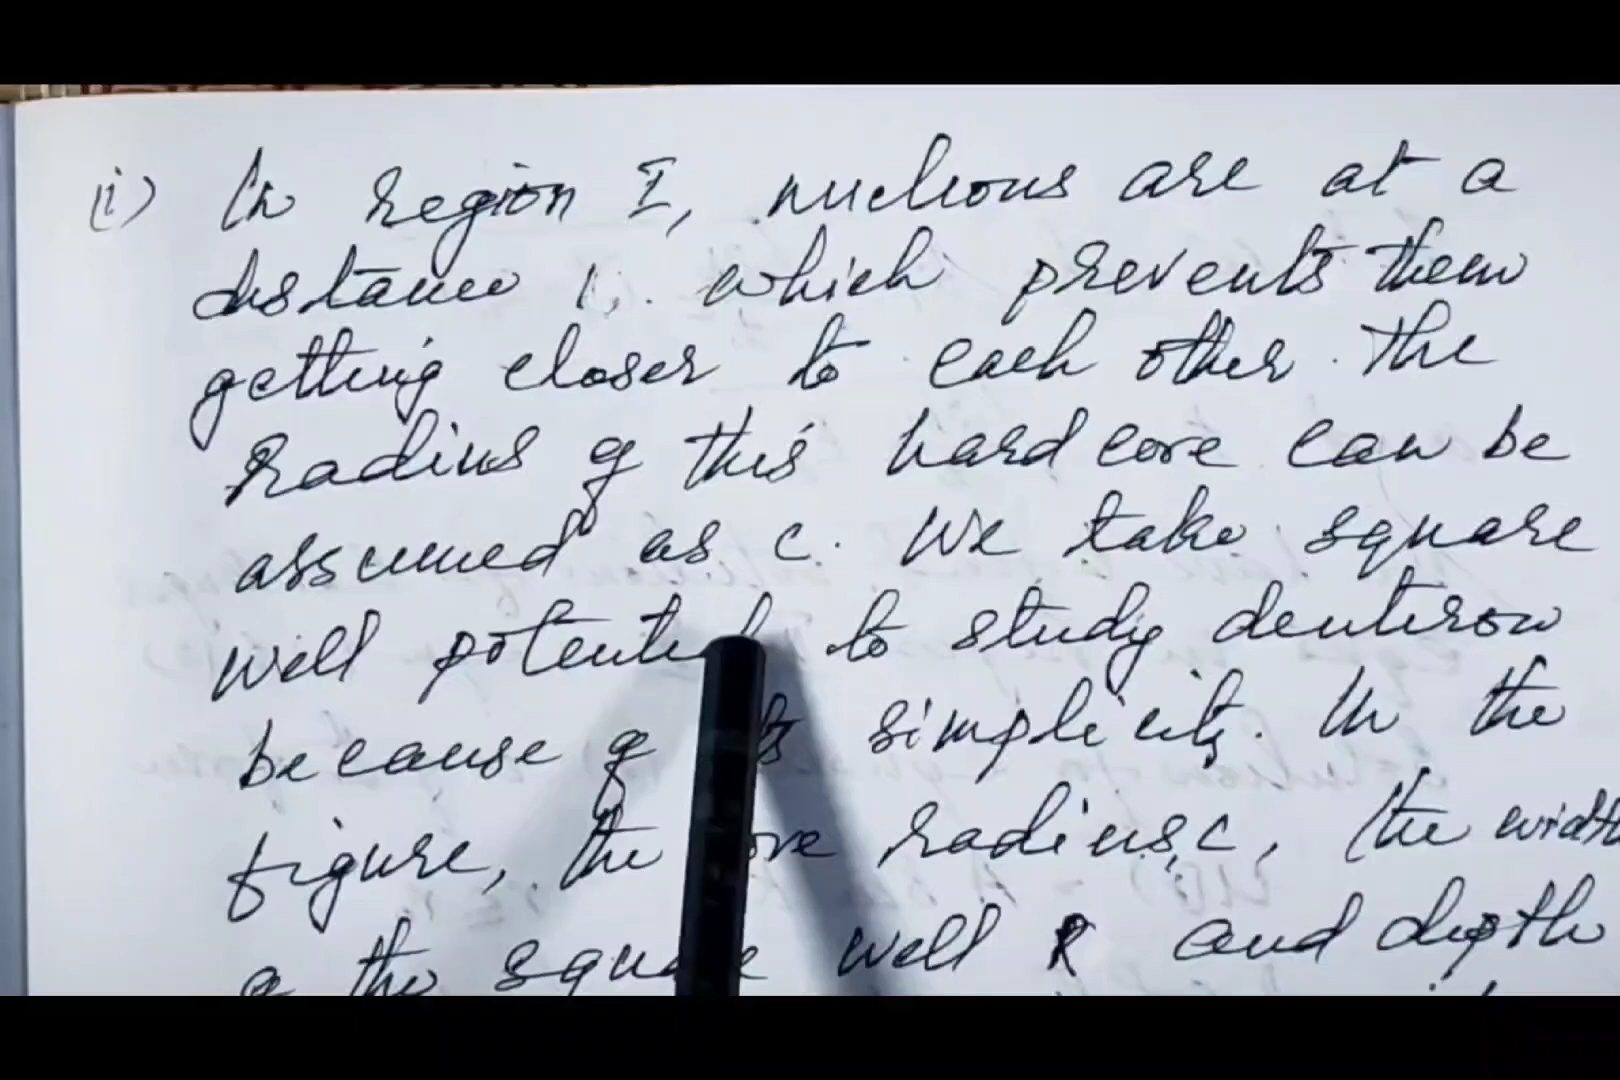 (i) In region I, nucleons are at a
distance r, which prevents them
getting closer to each other. The
radius of this hard core can be
assumed as c. We take square
well potential to study deuteron
because of its simplicity. In the
figure, the core radius c, the width
of the square well R and depth